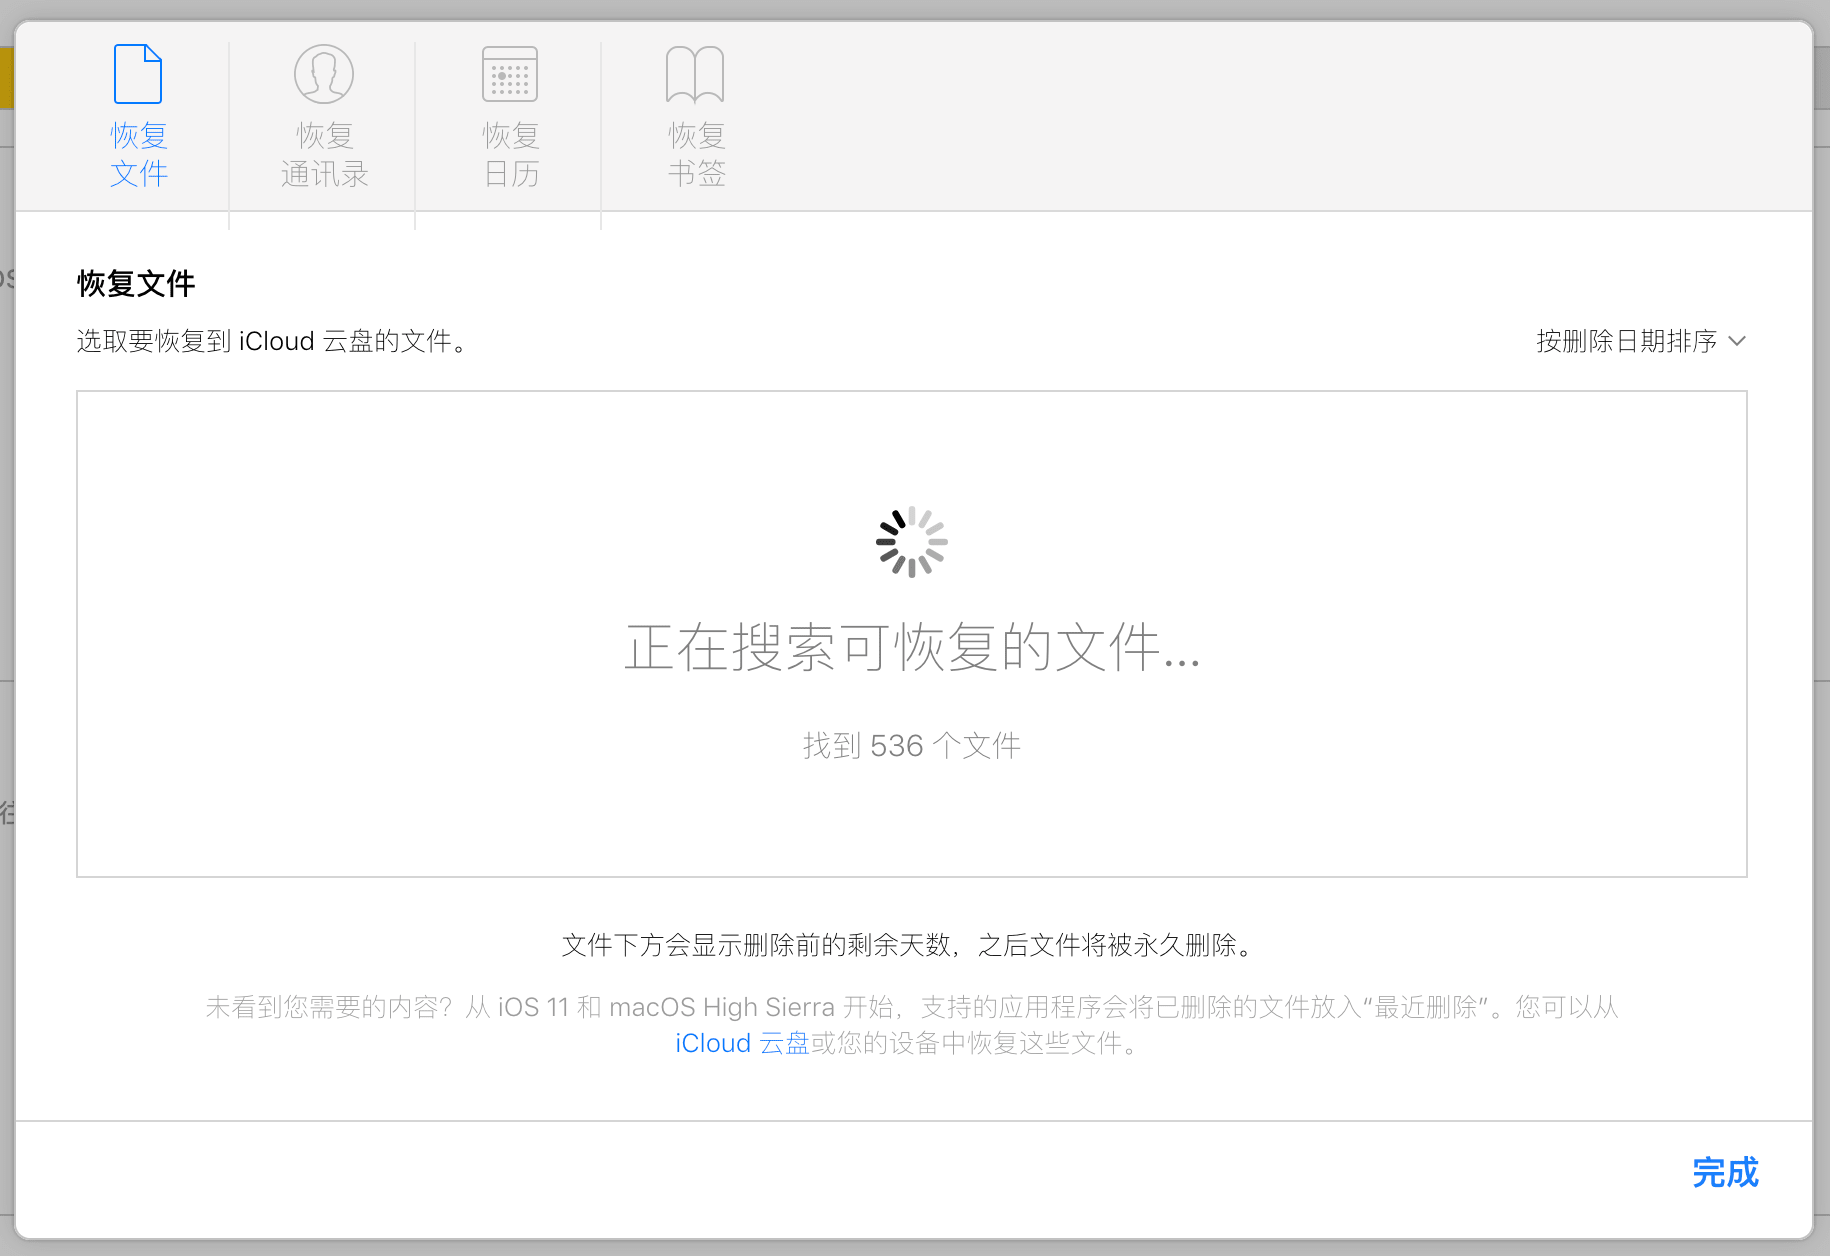 恢复
文件
恢复
通讯录
恢复
日历
恢复
书签
恢复文件
选取要恢复到 iCloud 云盘的文件。
按删除日期排序
正在搜索可恢复的文件...
找到 536 个文件
文件下方会显示删除前的剩余天数，之后文件将被永久删除。
未看到您需要的内容？从 iOS 11 和 macOS High Sierra 开始，支持的应用程序会将已删除的文件放入“最近删除”。您可以从
iCloud 云盘或您的设备中恢复这些文件。
完成